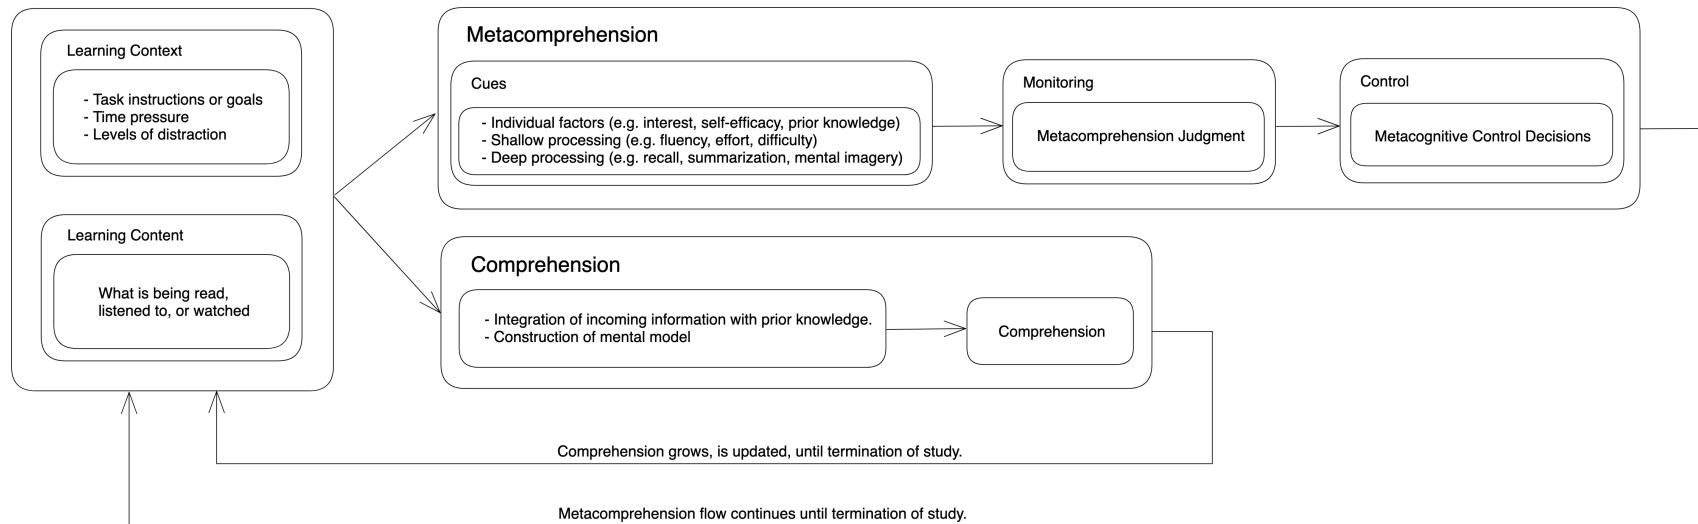 Learning Context
- Task instructions or goals
- Time pressure
- Levels of distraction
Learning Content
What is being read,
listened to, or watched
Metacomprehension
Cues
- Individual factors (e.g. interest, self-efficacy, prior knowledge)
- Shallow processing (e.g. fluency, effort, difficulty)
- Deep processing (e.g. recall, summarization, mental imagery)
Monitoring
Metacomprehension Judgment
Control
Metacognitive Control Decisions
Comprehension
- Integration of incoming information with prior knowledge.
- Construction of mental model
Comprehension
Comprehension grows, is updated, until termination of study.
Metacomprehension flow continues until termination of study.